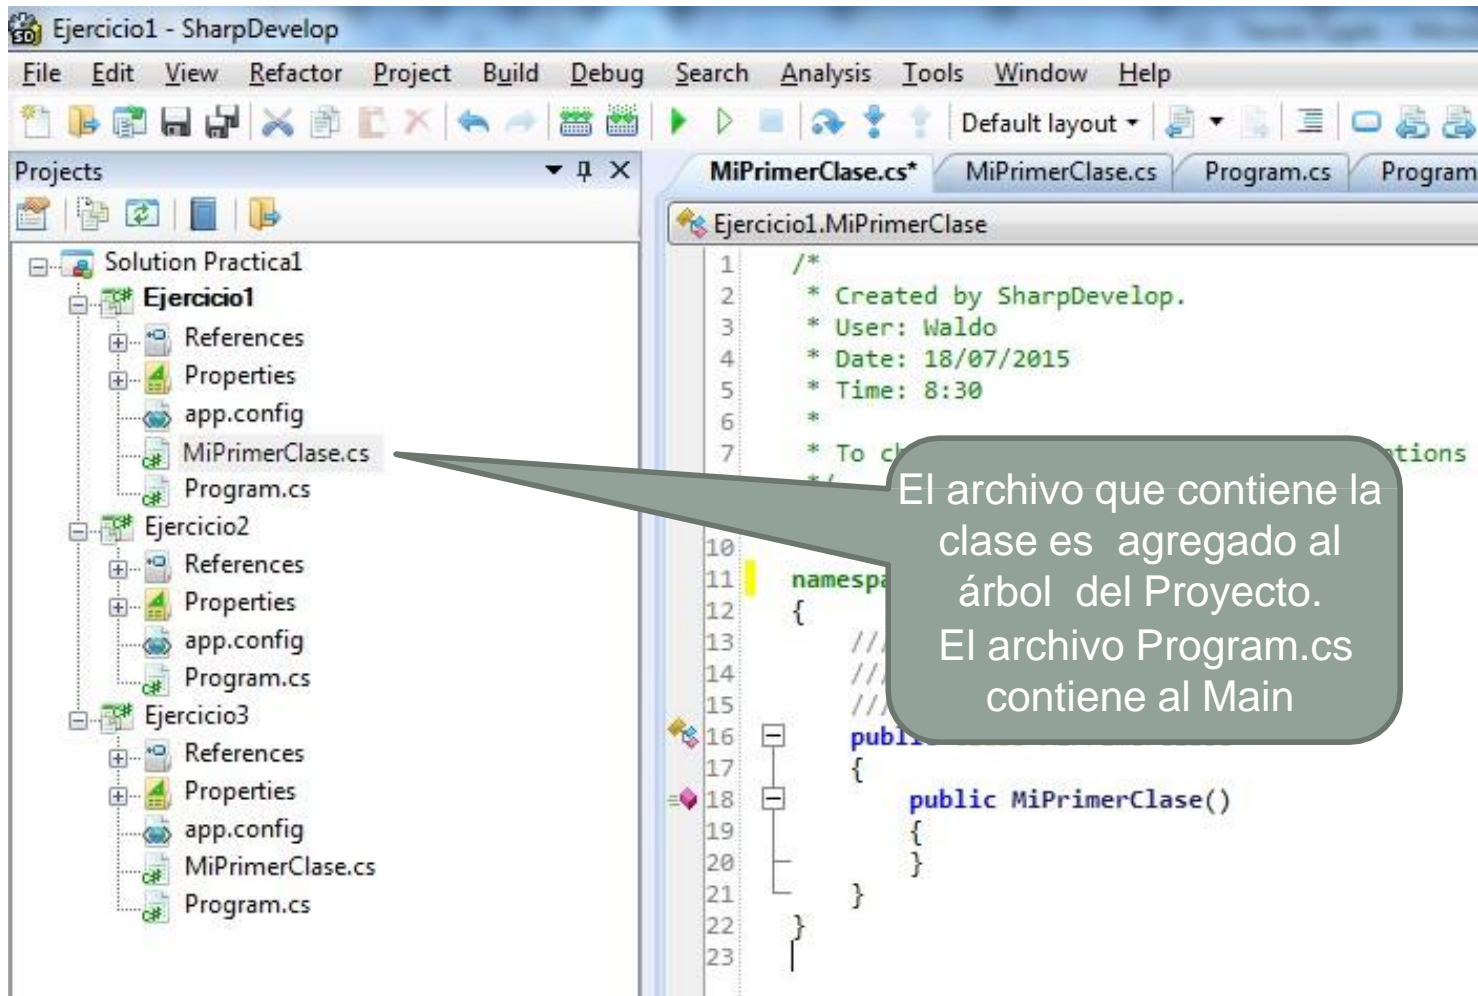 Ejercicio1 - SharpDevelop
File Edit View Refactor Project Build Debug Search Analysis Tools Window Help
Default layout
Projects
MiPrimerClase.cs* MiPrimerClase.cs Program.cs Program
Ejercicio1.MiPrimerClase
Solution Practica1
Ejercicio1
References
Properties
app.config
MiPrimerClase.cs
Program.cs
Ejercicio2
References
Properties
app.config
Program.cs
Ejercicio3
References
Properties
app.config
MiPrimerClase.cs
Program.cs
1 /*
2 * Created by SharpDevelop.
3 * User: Waldo
4 * Date: 18/07/2015
5 * Time: 8:30
6 *
7 * To
10
11
12 {
13 ///
14 ///
15 ///
16
17 {
18 public MiPrimerClase()
19 {
20 }
21 }
22 }
23
El archivo que contiene la
clase es agregado al
árbol del Proyecto.
El archivo Program.cs
contiene al Main